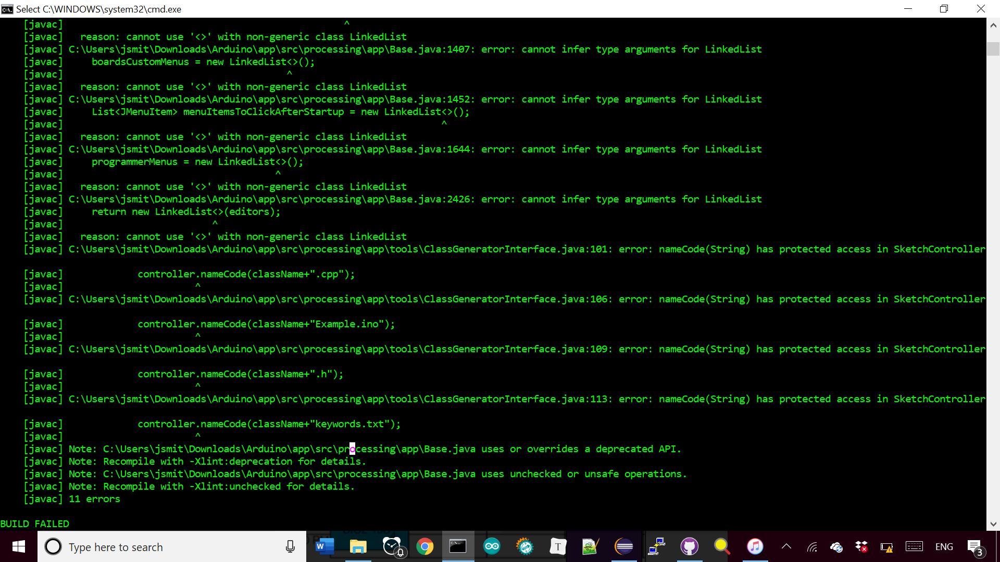 Select C:\WINDOWS\system32\cmd.exe
[javac] ^
[javac] reason: cannot use '<>' with non-generic class LinkedList
[javac] C:\Users\jsmit\Downloads\Arduino\app\src\processing\app\Base.java:1407: error: cannot infer type arguments for LinkedList
[javac] boardsCustomMenus = new LinkedList<>();
[javac] ^
[javac] reason: cannot use '<>' with non-generic class LinkedList
[javac] C:\Users\jsmit\Downloads\Arduino\app\src\processing\app\Base.java:1452: error: cannot infer type arguments for LinkedList
[javac] List<JMenuItem> menuItemsToClickAfterStartup = new LinkedList<>();
[javac] ^
[javac] reason: cannot use '<>' with non-generic class LinkedList
[javac] C:\Users\jsmit\Downloads\Arduino\app\src\processing\app\Base.java:1644: error: cannot infer type arguments for LinkedList
[javac] programmerMenus = new LinkedList<>();
[javac] ^
[javac] reason: cannot use '<>' with non-generic class LinkedList
[javac] C:\Users\jsmit\Downloads\Arduino\app\src\processing\app\Base.java:2426: error: cannot infer type arguments for LinkedList
[javac] return new LinkedList<>(editors);
[javac] ^
[javac] reason: cannot use '<>' with non-generic class LinkedList
[javac] C:\Users\jsmit\Downloads\Arduino\app\src\processing\app\tools\ClassGeneratorInterface.java:101: error: nameCode(String) has protected access in SketchController
[javac] controller.nameCode(className+".cpp");
[javac] ^
[javac] C:\Users\jsmit\Downloads\Arduino\app\src\processing\app\tools\ClassGeneratorInterface.java:106: error: nameCode(String) has protected access in SketchController
[javac] controller.nameCode(className+"Example.ino");
[javac] ^
[javac] C:\Users\jsmit\Downloads\Arduino\app\src\processing\app\tools\ClassGeneratorInterface.java:109: error: nameCode(String) has protected access in SketchController
[javac] controller.nameCode(className+".h");
[javac] ^
[javac] C:\Users\jsmit\Downloads\Arduino\app\src\processing\app\tools\ClassGeneratorInterface.java:113: error: nameCode(String) has protected access in SketchController
[javac] controller.nameCode(className+"keywords.txt");
[javac] ^
[javac] Note: C:\Users\jsmit\Downloads\Arduino\app\src\processing\app\Base.java uses or overrides a deprecated API.
[javac] Note: Recompile with -Xlint:deprecation for details.
[javac] Note: C:\Users\jsmit\Downloads\Arduino\app\src\processing\app\Base.java uses unchecked or unsafe operations.
[javac] Note: Recompile with -Xlint:unchecked for details.
[javac] 11 errors
BUILD FAILED
Type here to search
ENG
3